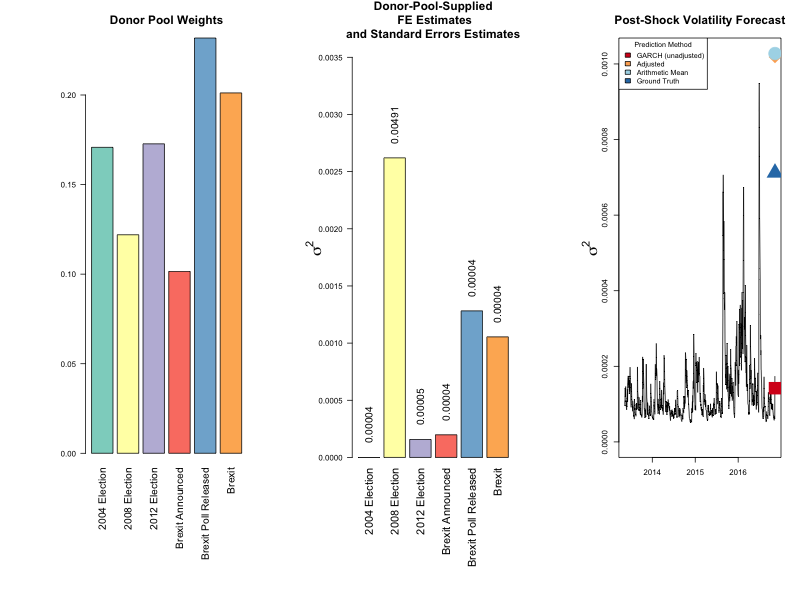 Donor Pool Weights
0.20
0.15
0.10
0.05
0.00
2004 Election
2008 Election
2012 Election
Brexit Announced
Brexit Poll Released
Brexit
Donor-Pool-Supplied
FE Estimates
and Standard Errors Estimates
σ²
0.0035
0.0030
0.0025
0.0020
0.0015
0.0010
0.0005
0.0000
0.00004
0.00491
0.00005
0.00004
0.00004
0.00004
2004 Election
2008 Election
2012 Election
Brexit Announced
Brexit Poll Released
Brexit
Post-Shock Volatility Forecast
Prediction Method
GARCH (unadjusted)
Adjusted
Arithmetic Mean
Ground Truth
σ²
0.0010
0.0008
0.0006
0.0004
0.0002
0.0000
2014
2015
2016